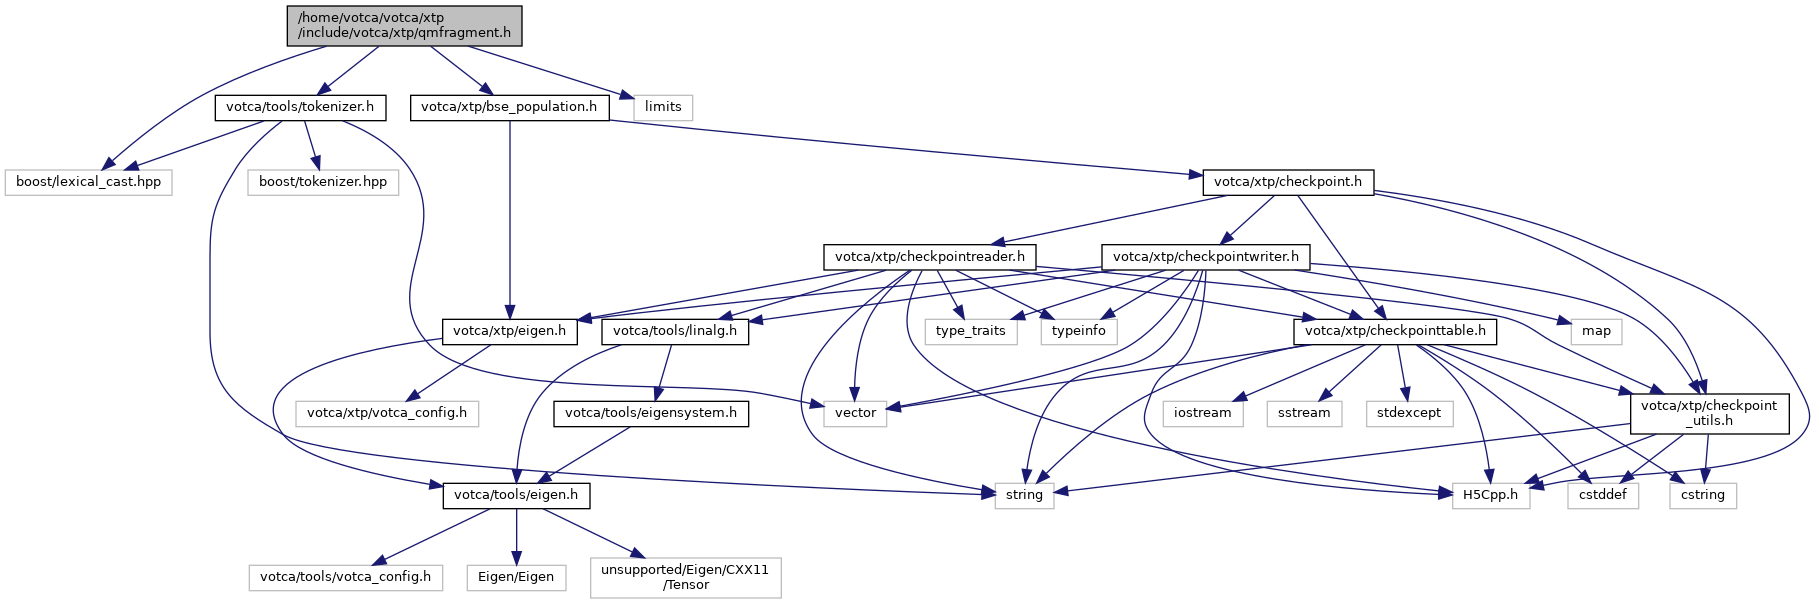 /home/votca/votca/xtp
/include/votca/xtp/qmfragment.h
votca/tools/tokenizer.h
votca/xtp/bse_population.h
limits
boost/lexical_cast.hpp
boost/tokenizer.hpp
votca/xtp/checkpoint.h
votca/xtp/checkpointreader.h
votca/xtp/checkpointwriter.h
votca/xtp/eigen.h
votca/tools/linalg.h
type_traits
typeinfo
votca/xtp/checkpointtable.h
map
votca/xtp/votca_config.h
votca/tools/eigensystem.h
vector
iostream
sstream
stdexcept
votca/xtp/checkpoint
_utils.h
votca/tools/eigen.h
string
H5Cpp.h
cstddef
cstring
votca/tools/votca_config.h
Eigen/Eigen
unsupported/Eigen/CXX11
/Tensor